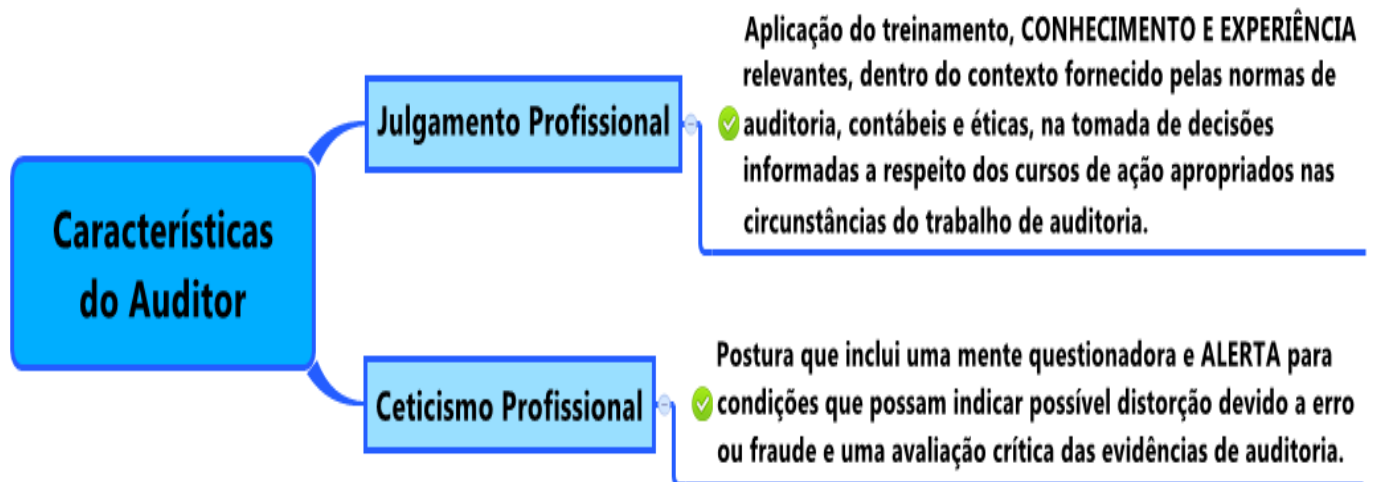 Características
do Auditor
Julgamento Profissional
Aplicação do treinamento, CONHECIMENTO E EXPERIÊNCIA
relevantes, dentro do contexto fornecido pelas normas de
auditoria, contábeis e éticas, na tomada de decisões
informadas a respeito dos cursos de ação apropriados nas
circunstâncias do trabalho de auditoria.
Ceticismo Profissional
Postura que inclui uma mente questionadora e ALERTA para
condições que possam indicar possível distorção devido a erro
ou fraude e uma avaliação crítica das evidências de auditoria.